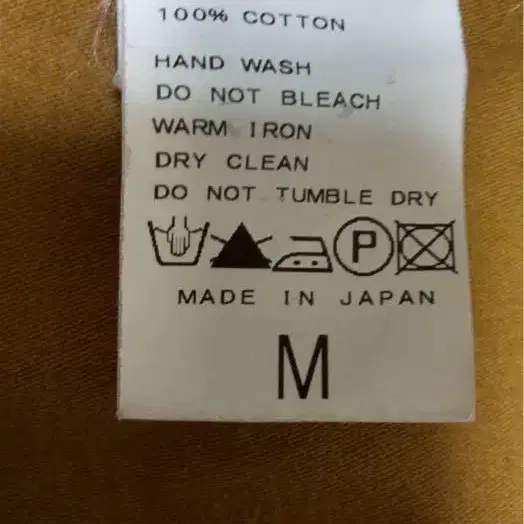 100% COTTON
HAND WASH
DO NOT BLEACH
WARM IRON
DRY CLEAN
DO NOT TUMBLE DRY
P
MADE IN JAPAN
M